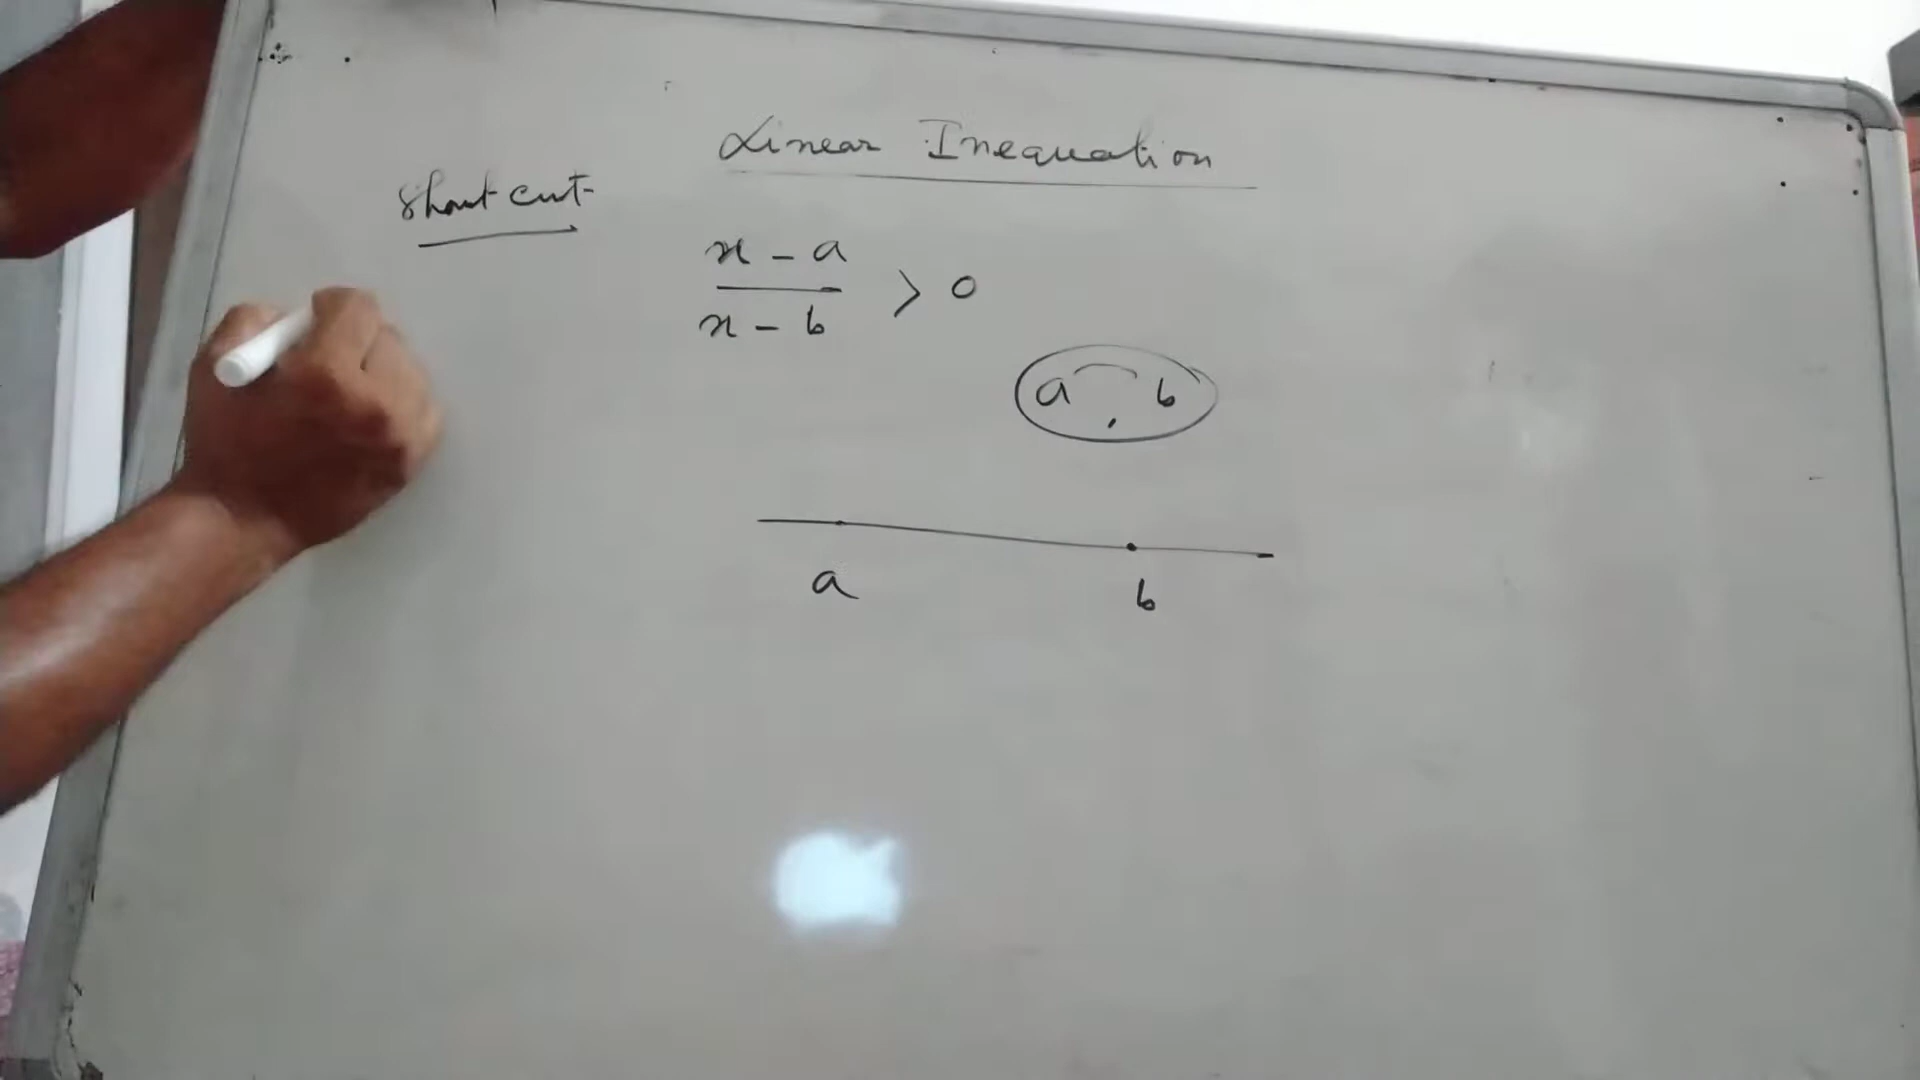 Linear Inequation
Short cut
x - a
x - b
> 0
a , b
a b